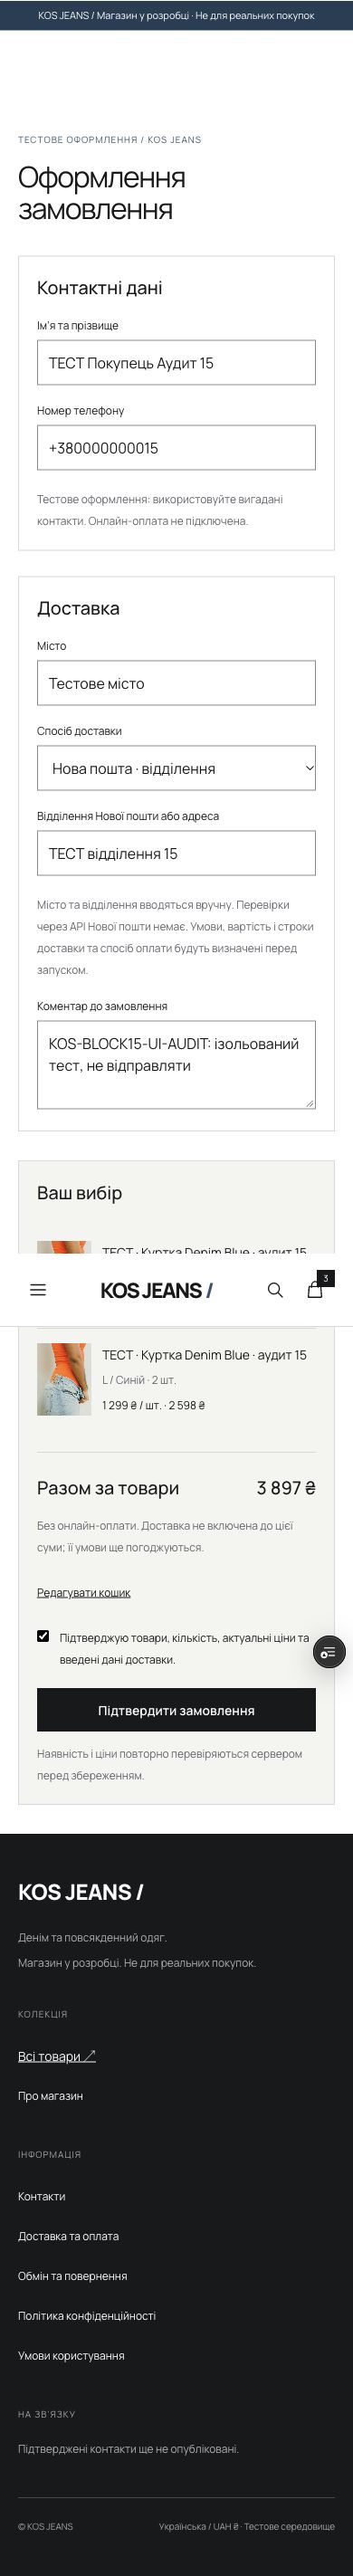 KOS JEANS / Магазин у розробці · Не для реальних покупок
ТЕСТОВЕ ОФОРМЛЕННЯ / KOS JEANS
Оформлення
замовлення
Контактні дані
Ім'я та прізвище
ТЕСТ Покупець Аудит 15
Номер телефону
+380000000015
Тестове оформлення: використовуйте вигадані
контакти. Онлайн-оплата не підключена.
Доставка
Місто
Тестове місто
Спосіб доставки
Нова пошта · відділення
Відділення Нової пошти або адреса
ТЕСТ відділення 15
Місто та відділення вводяться вручну. Перевірки
через API Нової пошти немає. Умови, вартість і строки
доставки та спосіб оплати будуть визначені перед
запуском.
Коментар до замовлення
KOS-BLOCK15-UI-AUDIT: ізольований
тест, не відправляти
Ваш вибір
ТЕСТ · Куртка Denim Blue · аудит 15
KOS JEANS /
3
ТЕСТ · Куртка Denim Blue · аудит 15
L / Синій · 2 шт.
1 299 ₴ / шт. · 2 598 ₴
Разом за товари 3 897 ₴
Без онлайн-оплати. Доставка не включена до цієї
суми; її умови ще погоджуються.
Редагувати кошик
Підтверджую товари, кількість, актуальні ціни та
введені дані доставки.
Підтвердити замовлення
Наявність і ціни повторно перевіряються сервером
перед збереженням.
KOS JEANS /
Денім та повсякденний одяг.
Магазин у розробці. Не для реальних покупок.
КОЛЕКЦІЯ
Всі товари ↗
Про магазин
ІНФОРМАЦІЯ
Контакти
Доставка та оплата
Обмін та повернення
Політика конфіденційності
Умови користування
НА ЗВ'ЯЗКУ
Підтверджені контакти ще не опубліковані.
© KOS JEANS Українська / UAH ₴ · Тестове середовище